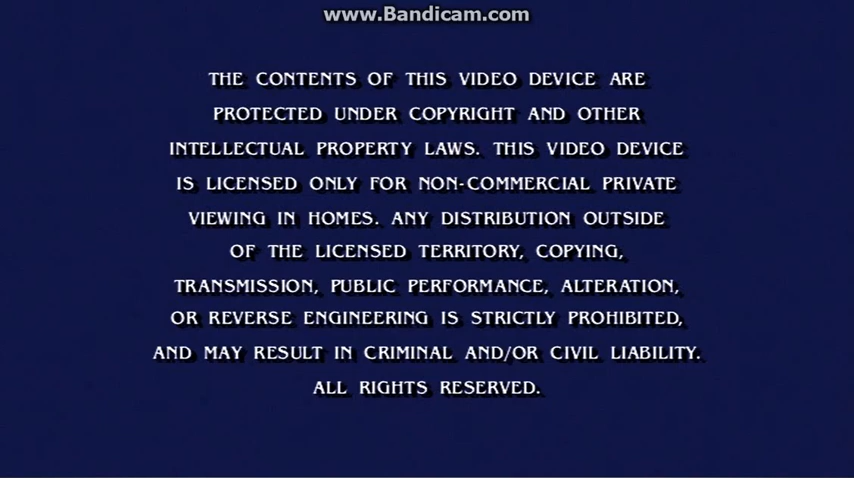 www.Bandicam.com
THE CONTENTS OF THIS VIDEO DEVICE ARE
PROTECTED UNDER COPYRIGHT AND OTHER
INTELLECTUAL PROPERTY LAWS. THIS VIDEO DEVICE
IS LICENSED ONLY FOR NON-COMMERCIAL PRIVATE
VIEWING IN HOMES. ANY DISTRIBUTION OUTSIDE
OF THE LICENSED TERRITORY, COPYING,
TRANSMISSION, PUBLIC PERFORMANCE, ALTERATION,
OR REVERSE ENGINEERING IS STRICTLY PROHIBITED,
AND MAY RESULT IN CRIMINAL AND/OR CIVIL LIABILITY.
ALL RIGHTS RESERVED.